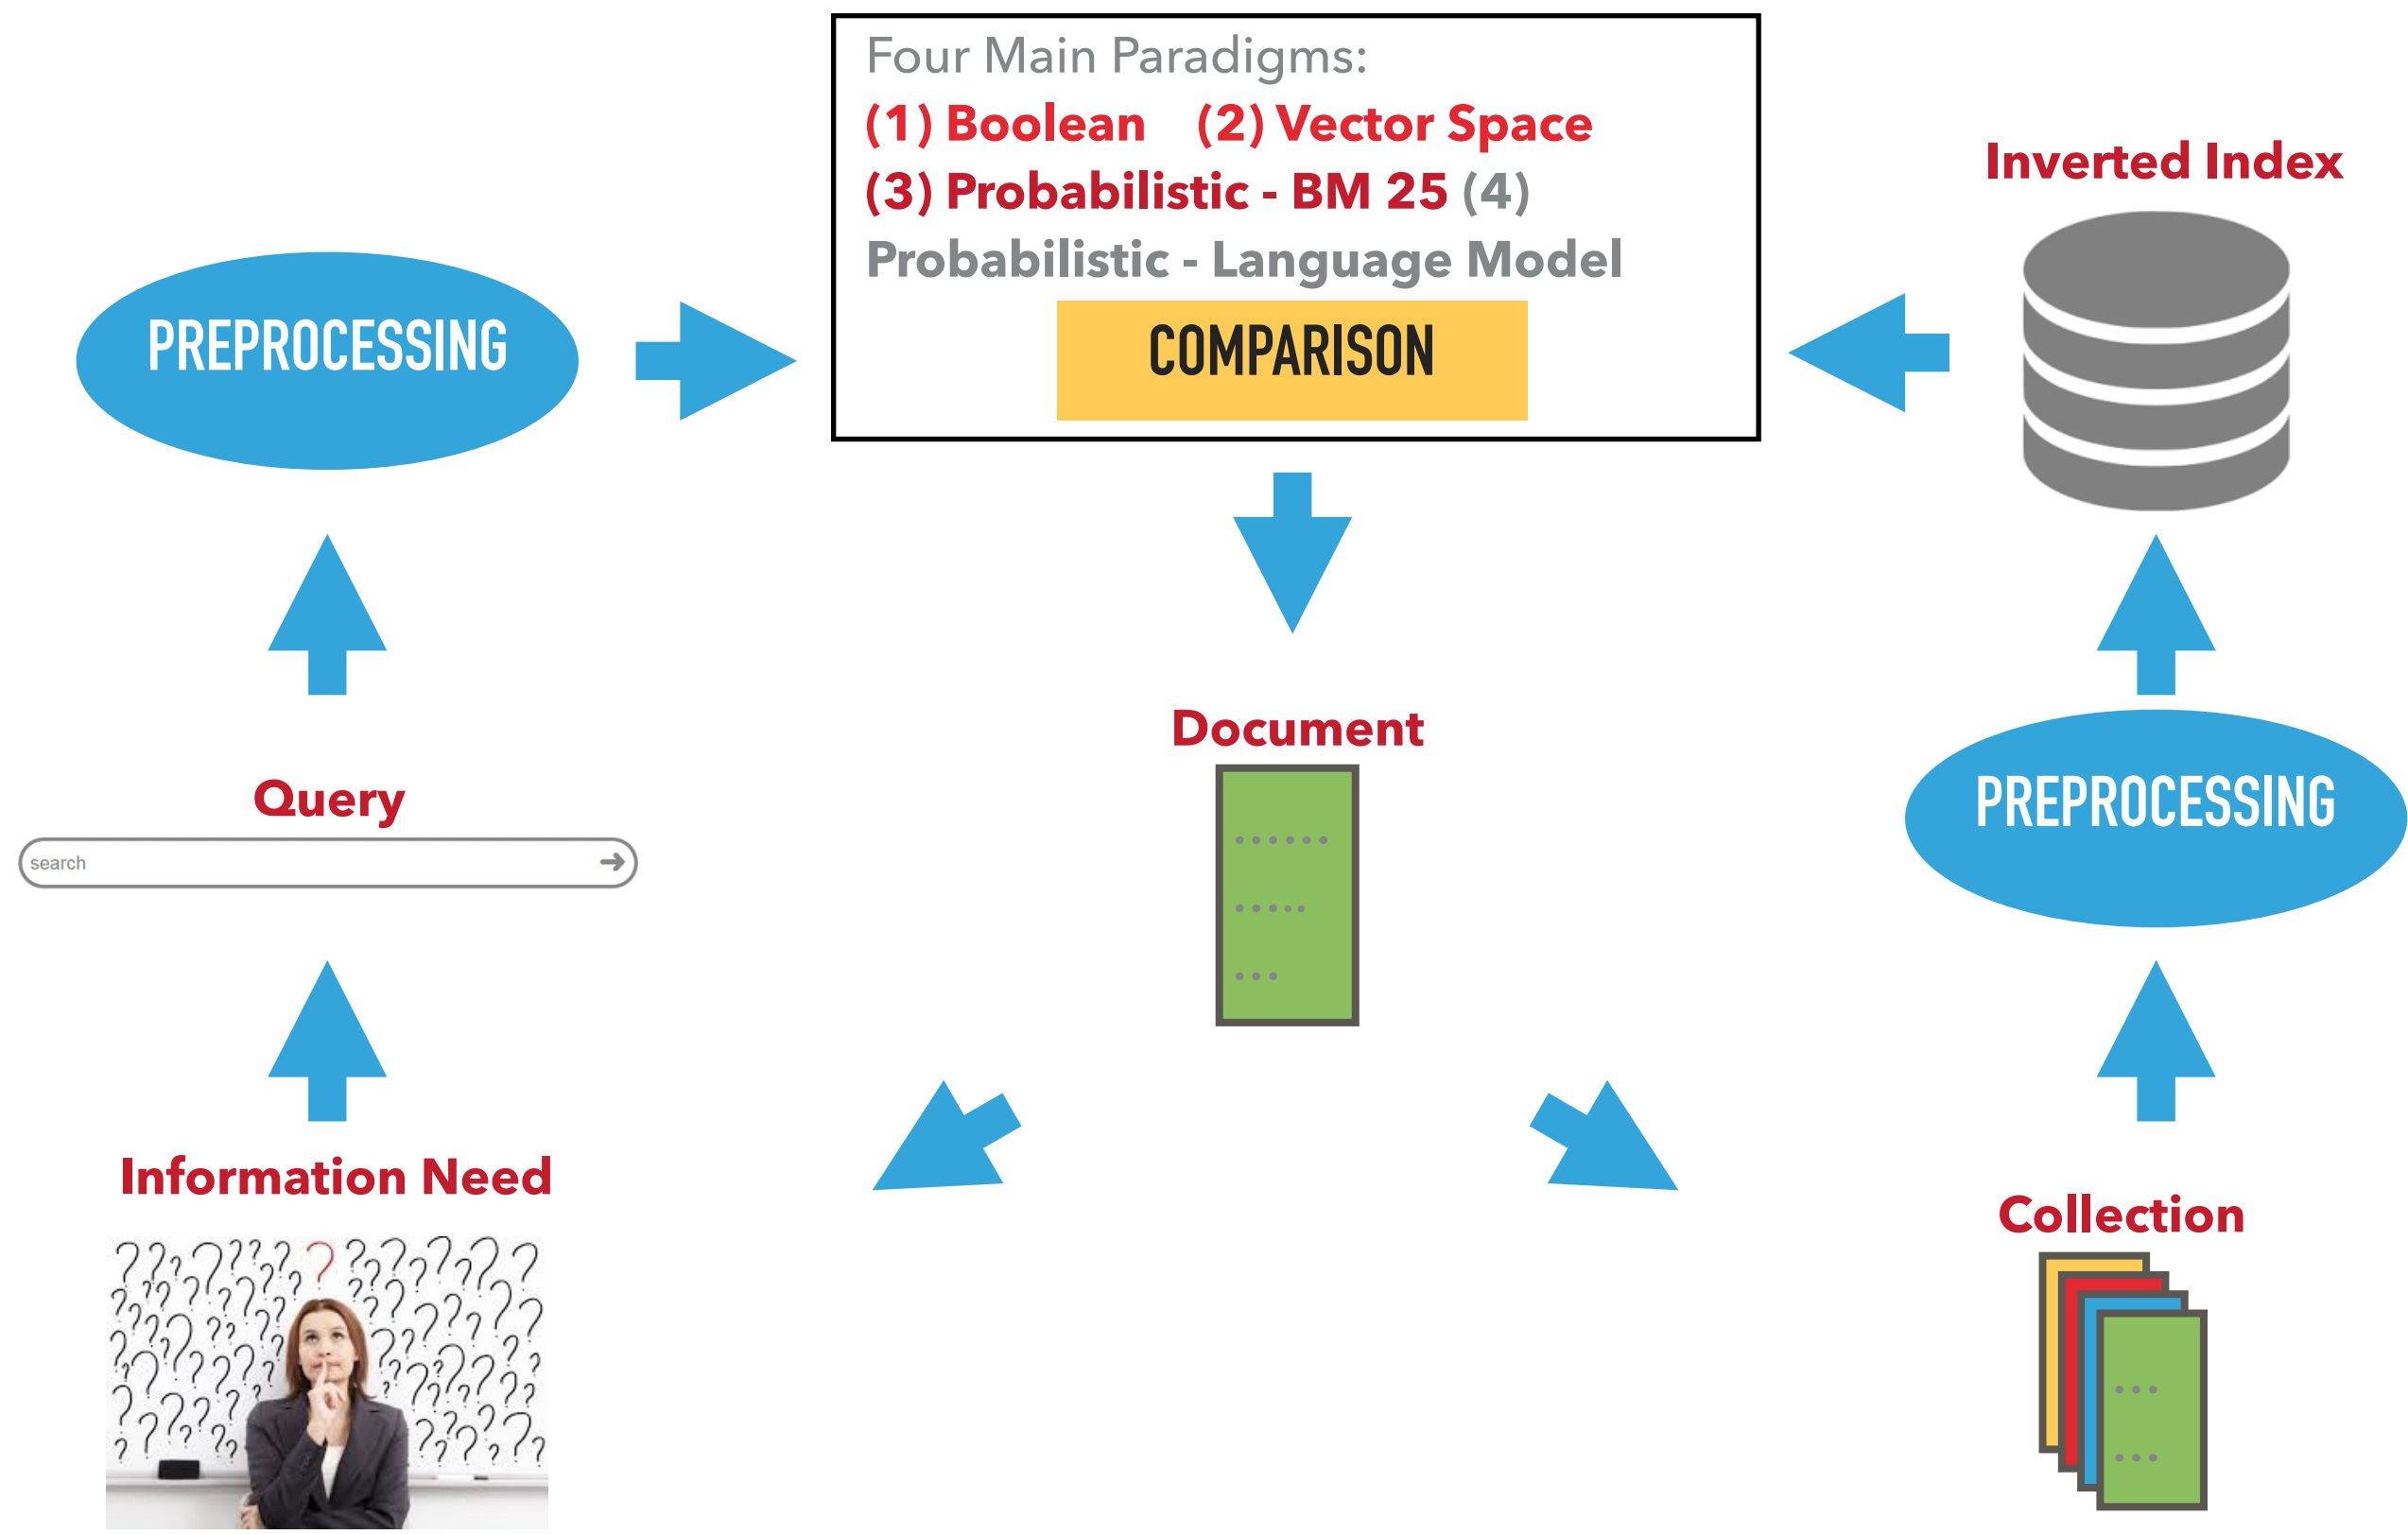 Four Main Paradigms:
(1) Boolean (2) Vector Space
(3) Probabilistic - BM 25 (4)
Probabilistic - Language Model
COMPARISON
Inverted Index
PREPROCESSING
Document
Query
search
PREPROCESSING
Information Need
Collection